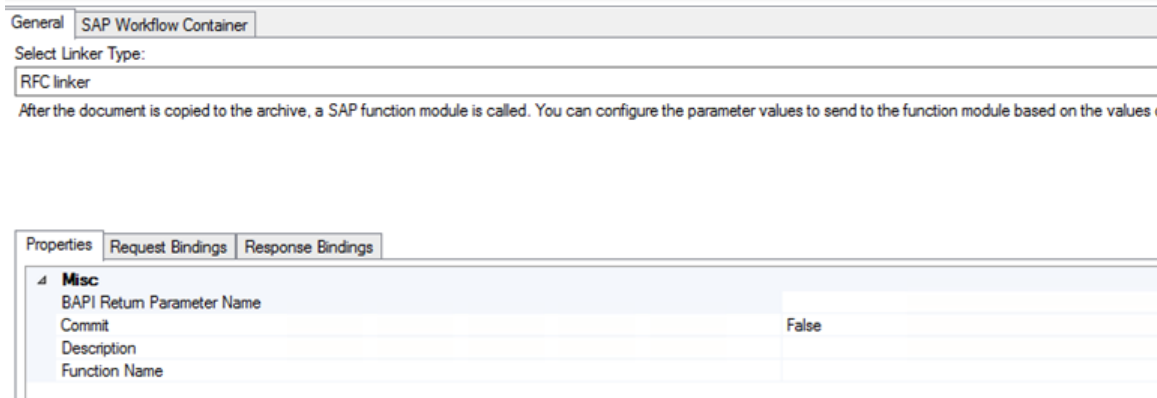 General SAP Workflow Container
Select Linker Type:
RFC linker
After the document is copied to the archive, a SAP function module is called. You can configure the parameter values to send to the function module based on the values
Properties Request Bindings Response Bindings
Misc
BAPI Return Parameter Name
Commit False
Description
Function Name